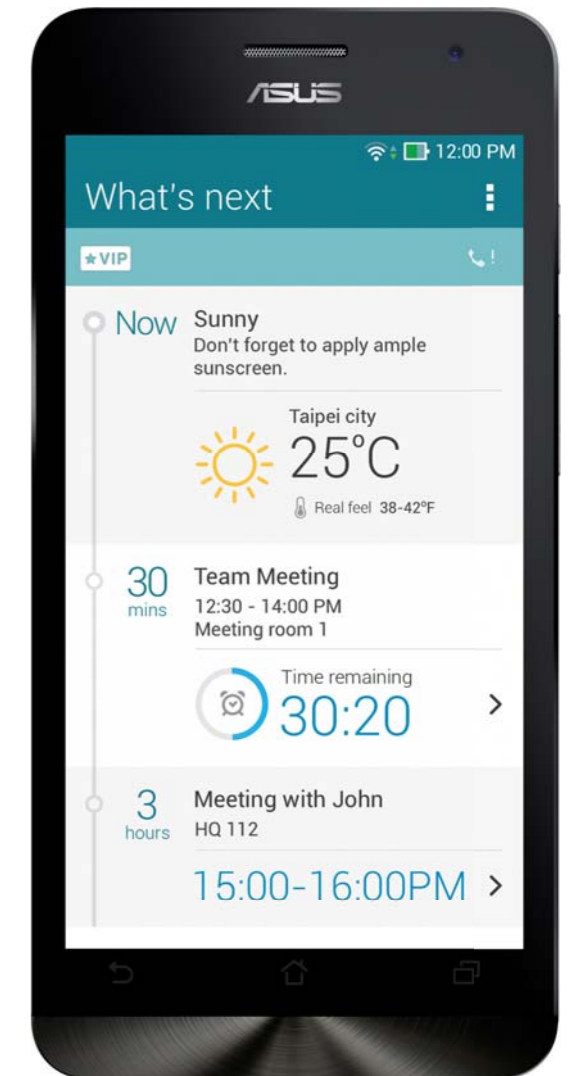 ASUS
12:00 PM
What's next
VIP
!
Now
Sunny
Don't forget to apply ample
sunscreen.
Taipei city
25°C
Real feel 38-42°F
30
mins
Team Meeting
12:30 - 14:00 PM
Meeting room 1
Time remaining
30:20
3
hours
Meeting with John
HQ 112
15:00-16:00PM